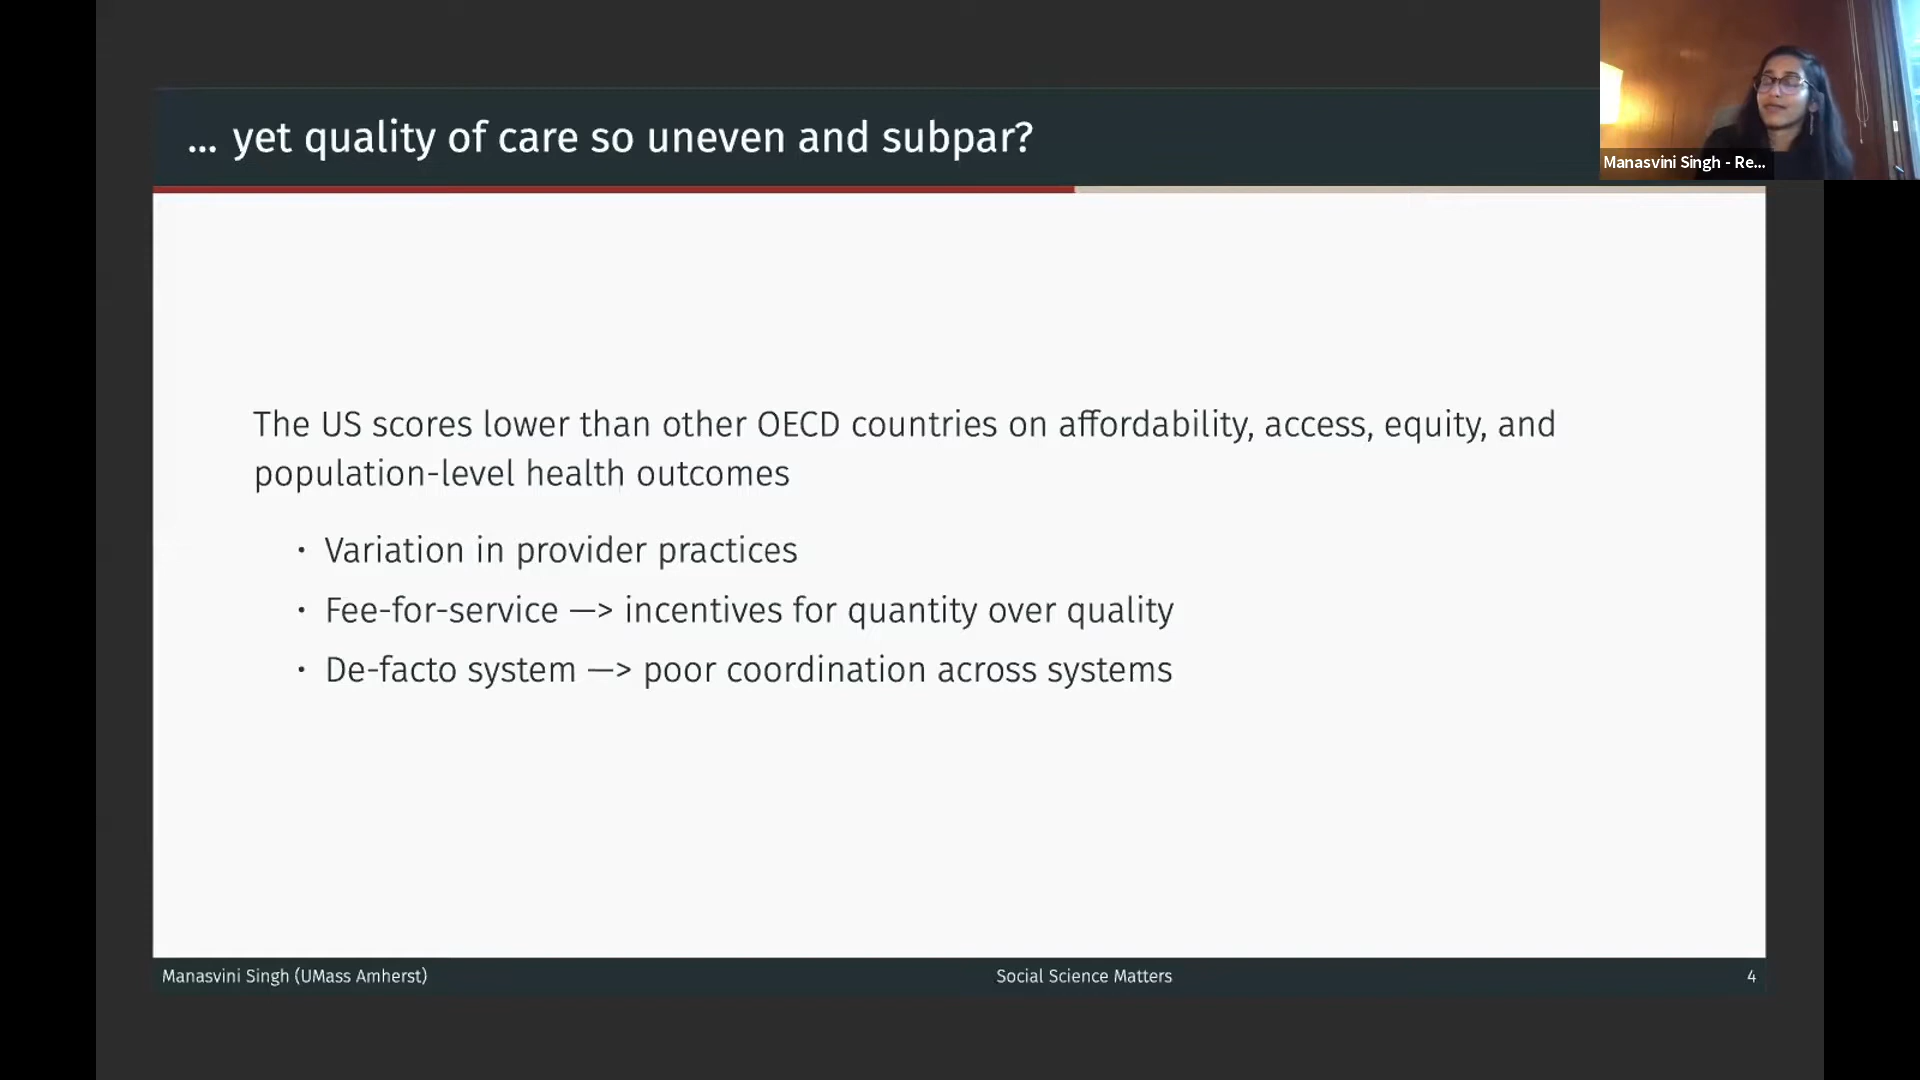 ... yet quality of care so uneven and subpar?
Manasvini Singh - Re...
The US scores lower than other OECD countries on affordability, access, equity, and
population-level health outcomes
• Variation in provider practices
• Fee-for-service —> incentives for quantity over quality
• De-facto system —> poor coordination across systems
Manasvini Singh (UMass Amherst)
Social Science Matters
4